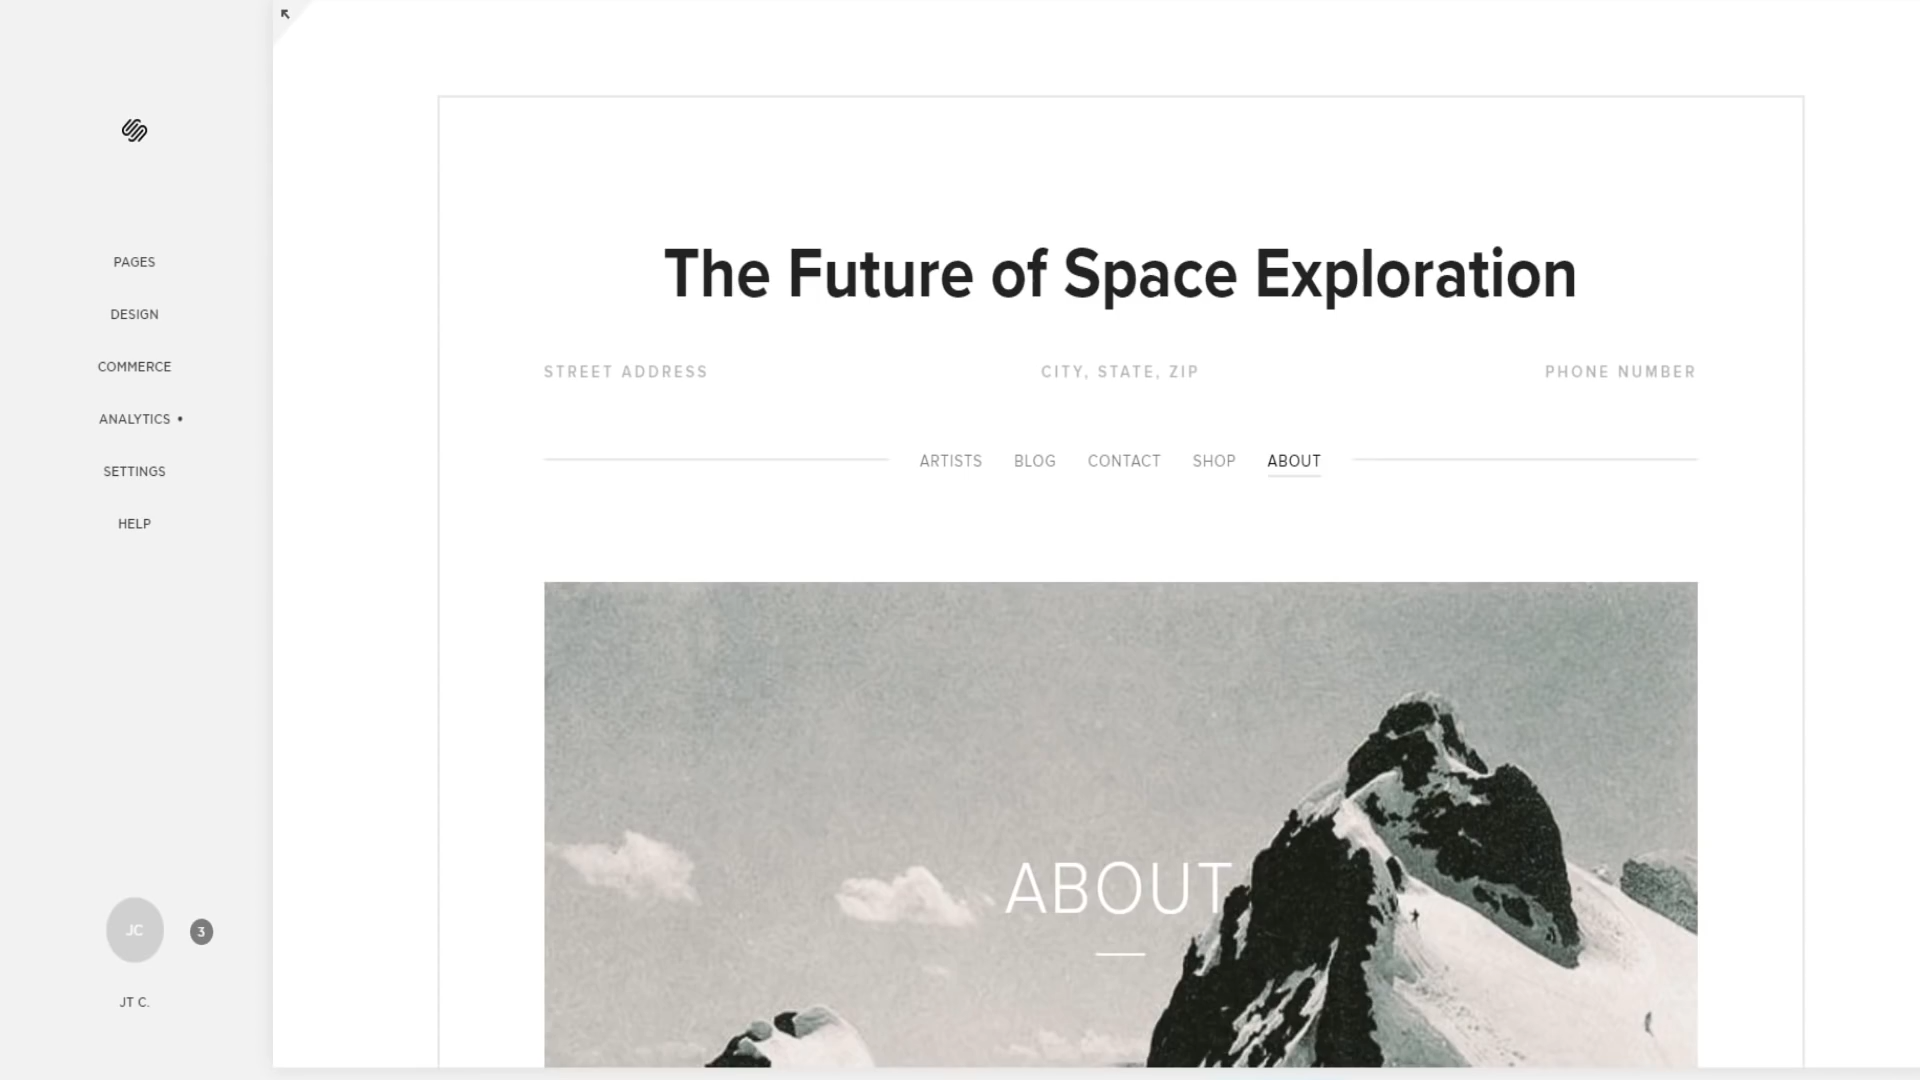 PAGES
DESIGN
COMMERCE
ANALYTICS •
SETTINGS
HELP
JC
3
JT C.
The Future of Space Exploration
STREET ADDRESS
CITY, STATE, ZIP
PHONE NUMBER
ARTISTS BLOG CONTACT SHOP ABOUT
ABOUT